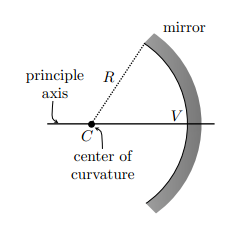 mirror
principle
axis
R
V
C
center of
curvature